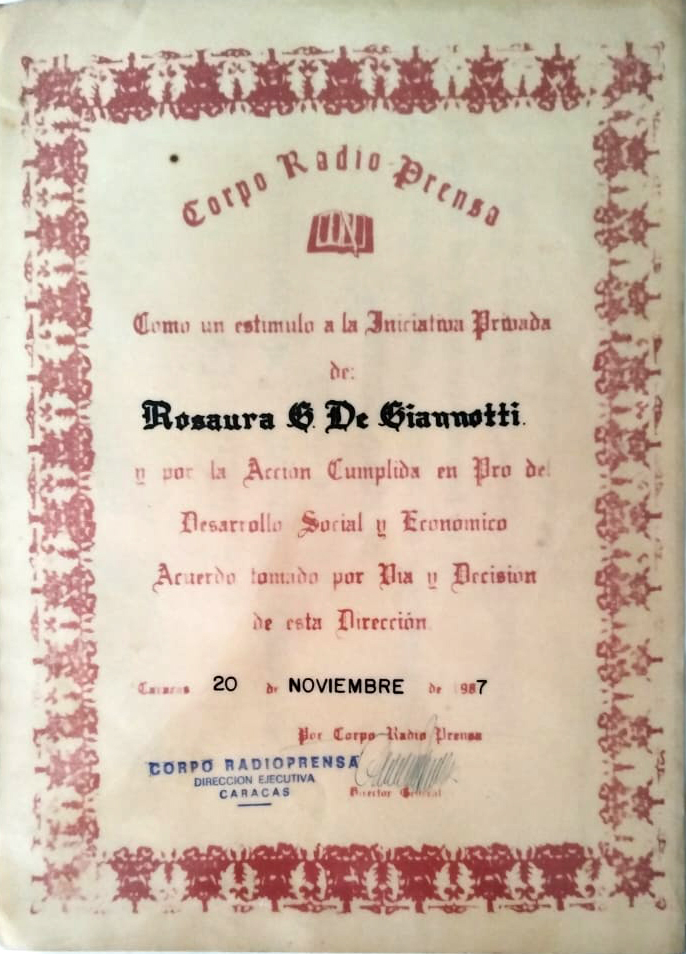 Corpo Radio Prensa
Como un estimulo a la Iniciativa Privada
de:
Rosaura G. De Giannotti.
y por la Accion Cumplida en Pro del
Desarrollo Social y Economico
Acuerdo tomado por Via y Decision
de esta Dirección
Caracas 20 de NOVIEMBRE de 1987
Por Corpo Radio Prensa
CORPO RADIOPRENSA
DIRECCION EJECUTIVA
CARACAS
Director General